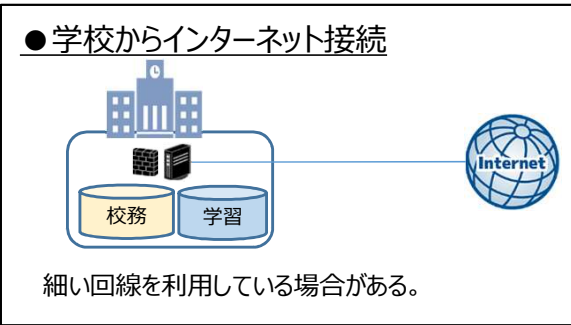 ●学校からインターネット接続
Internet
校務
学習
細い回線を利用している場合がある。